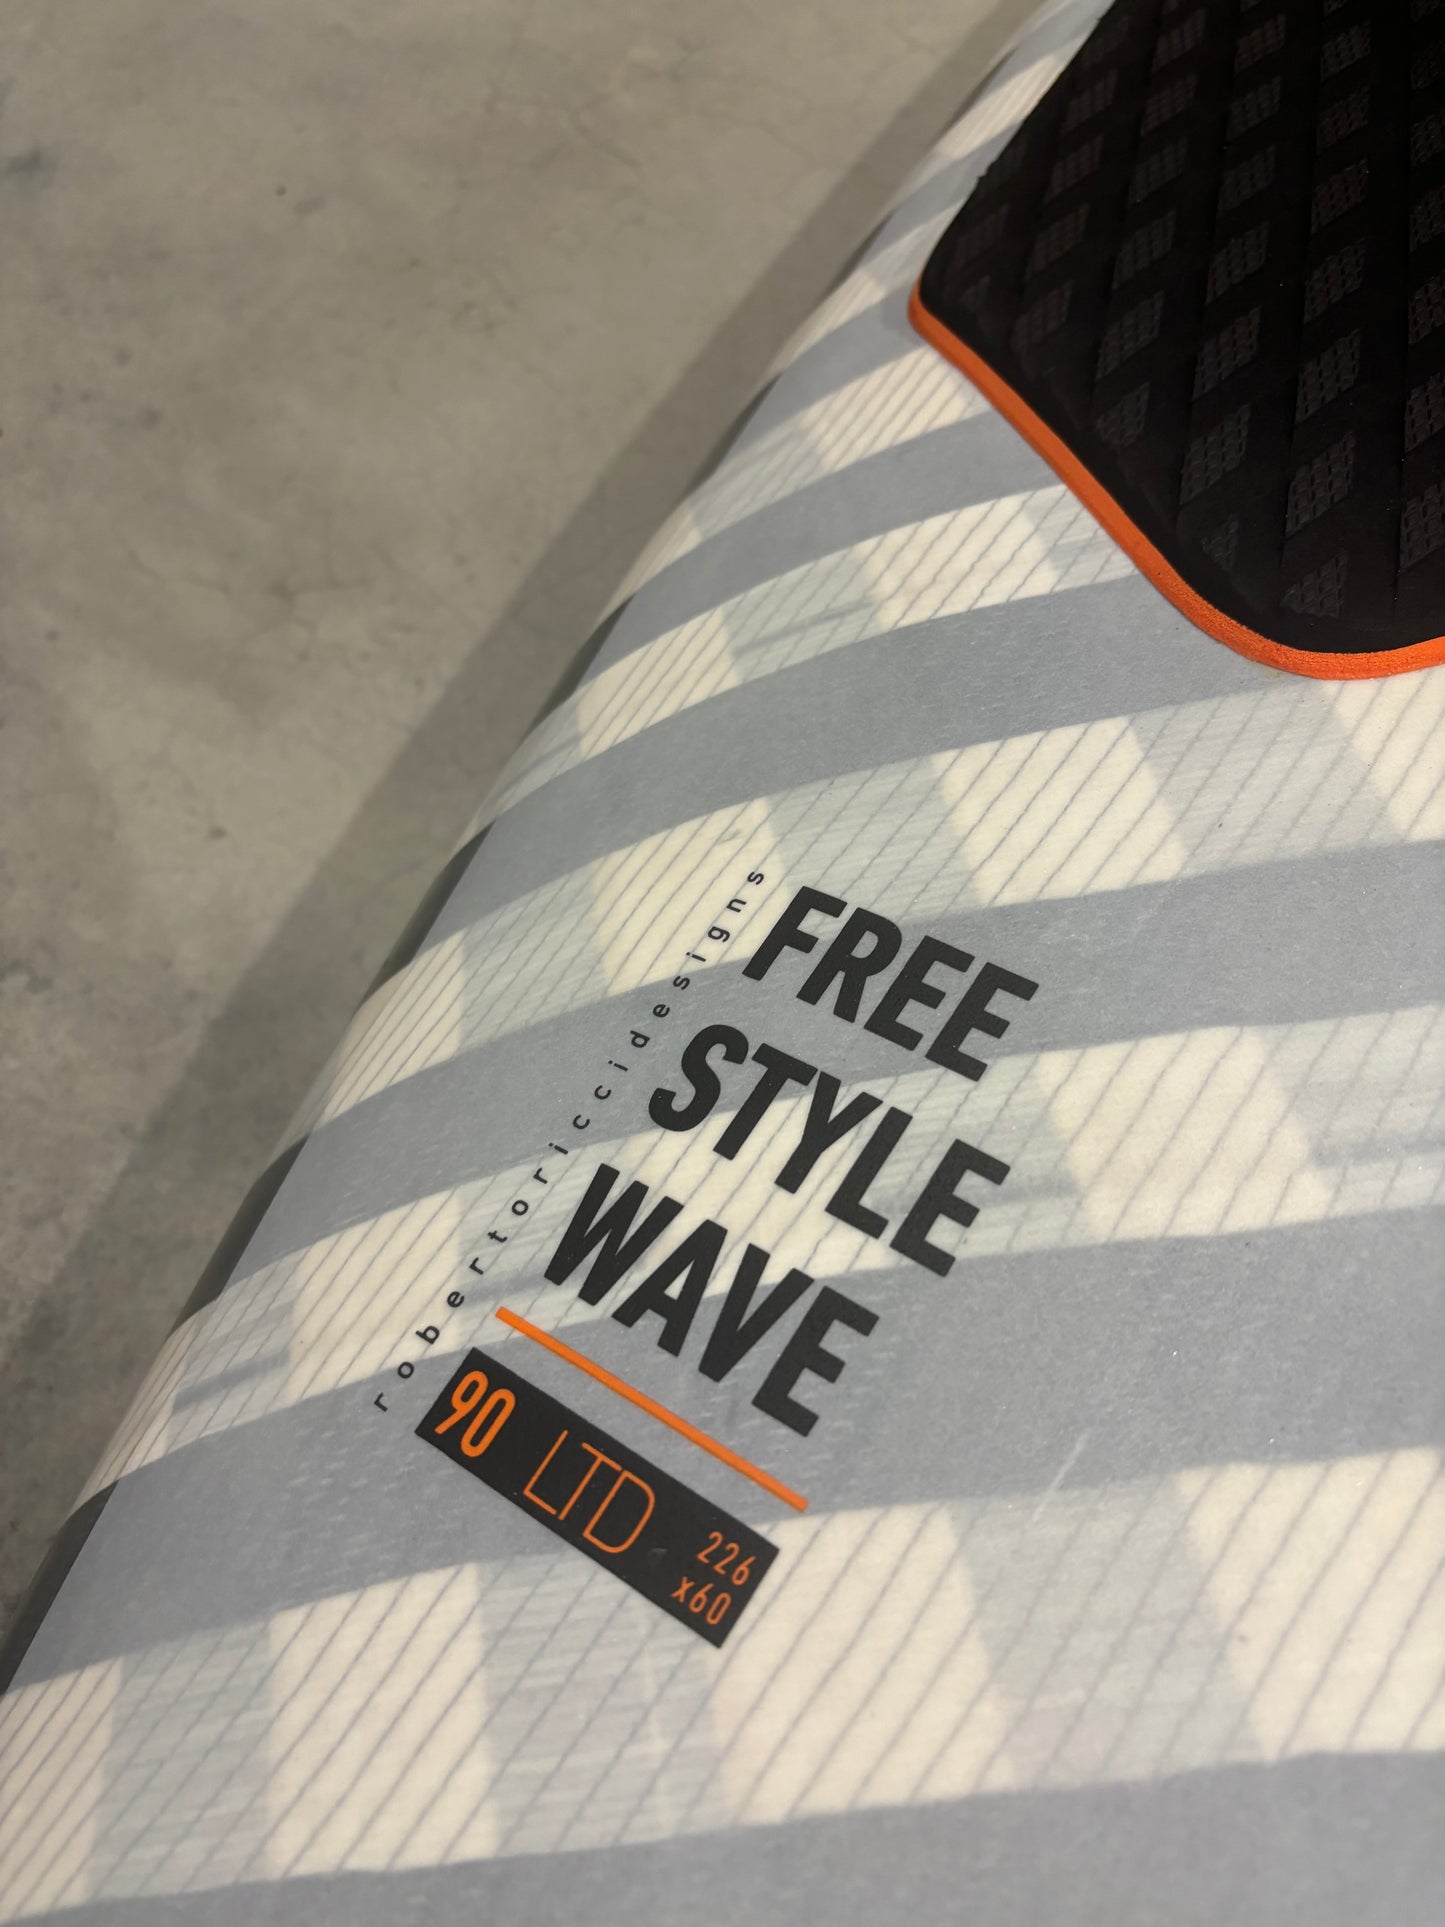 robertoriccidesigns
FREE
STYLE
WAVE
90 LTD 226
x60